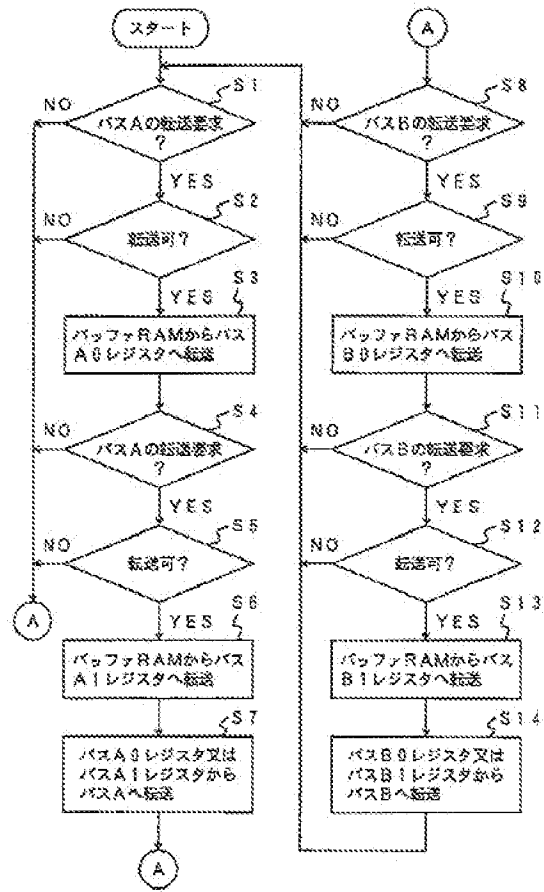 スタート
S1
NO
バスAの転送要求
?
YES
S2
NO
転送可?
YES
S3
バッファRAMからバス
A0レジスタへ転送
S4
NO
バスAの転送要求
?
YES
S5
NO
転送可?
A
YES
S6
バッファRAMからバス
A1レジスタへ転送
S7
バスA0レジスタ又は
バスA1レジスタから
バスAへ転送
A
A
S8
NO
バスBの転送要求
?
YES
S9
NO
転送可?
YES
S10
バッファRAMからバス
B0レジスタへ転送
S11
NO
バスBの転送要求
?
YES
S12
NO
転送可?
YES
S13
バッファRAMからバス
B1レジスタへ転送
S14
バスB0レジスタ又は
バスB1レジスタから
バスBへ転送